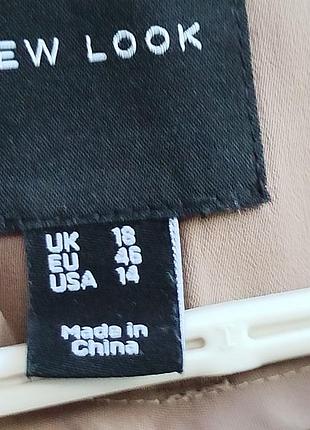 EW LOOK
UK 18
EU 46
USA 14
Made in
China